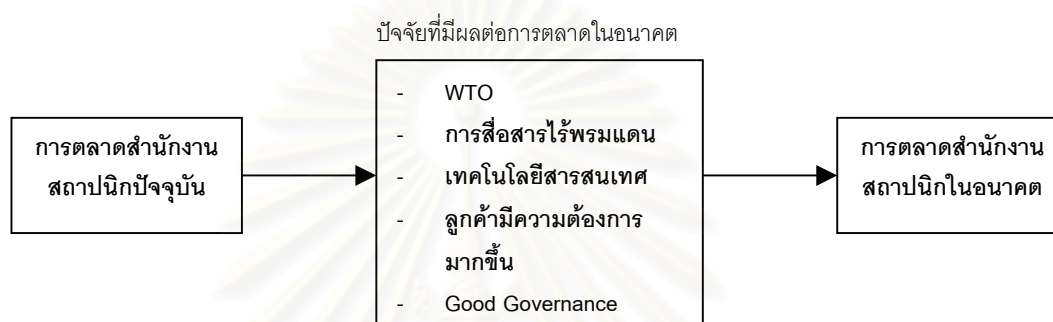 ปัจจัยที่มีผลต่อการตลาดในอนาคต
การตลาดสำนักงาน
สถาปนิกปัจจุบัน
- WTO
- การสื่อสารไร้พรมแดน
- เทคโนโลยีสารสนเทศ
- ลูกค้ามีความต้องการ
มากขึ้น
- Good Governance
การตลาดสำนักงาน
สถาปนิกในอนาคต